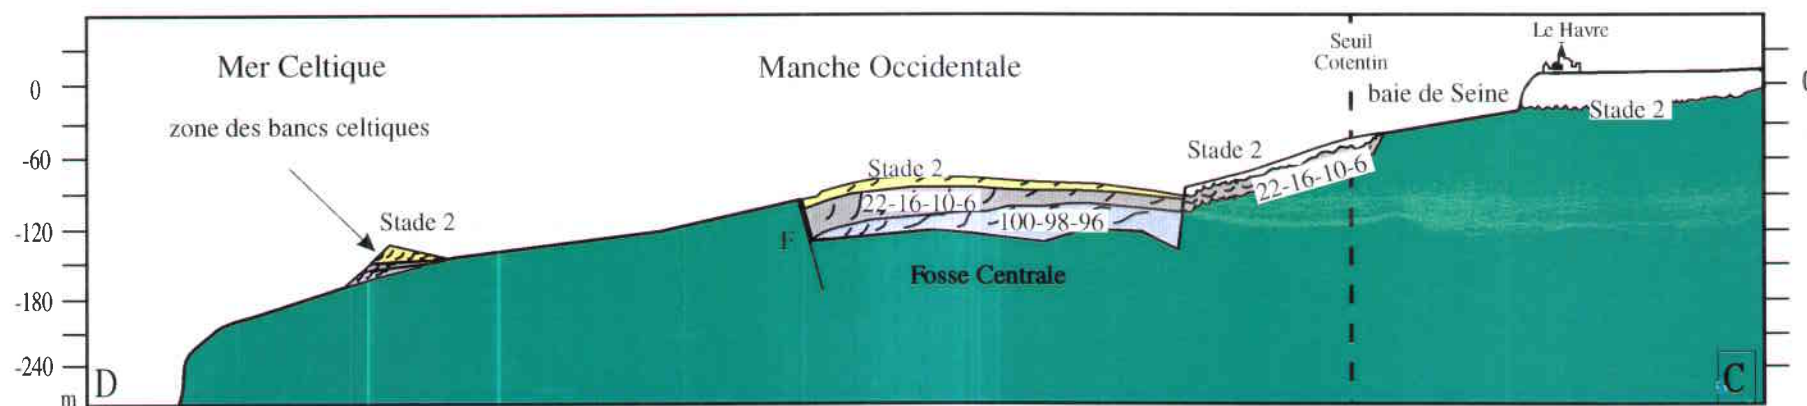 Mer Celtique
Manche Occidentale
Seuil
Cotentin
Le Havre
zone des bancs celtiques
baie de Seine
Stade 2
Stade 2
Stade 2
Stade 2
22-16-10-6
22-16-10-6
100-98-96
F
Fosse Centrale
0
-60
-120
-180
-240
m
D
C
0